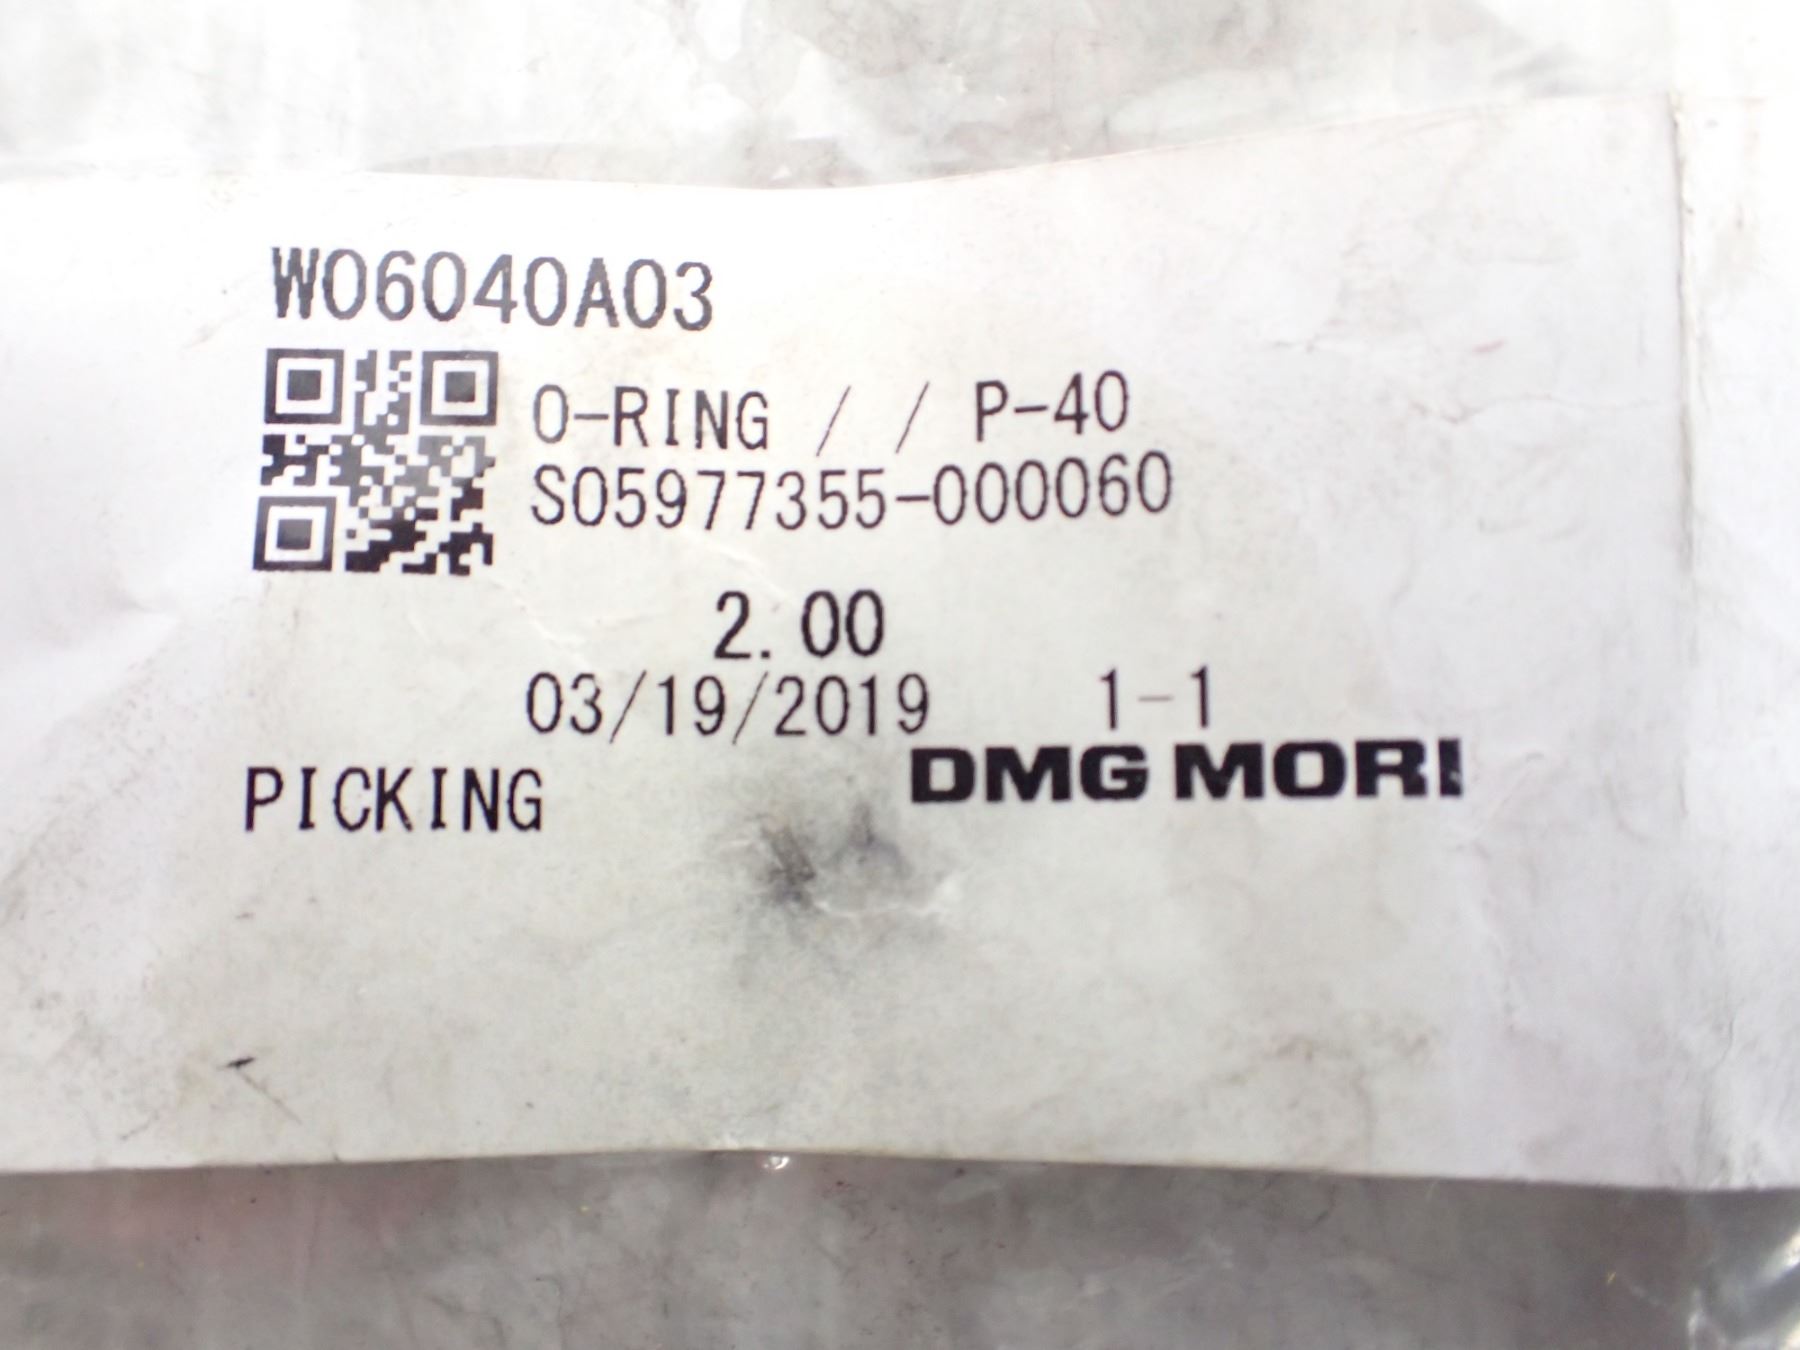 W06040A03
O-RING / / P-40
S05977355-000060
2.00
03/19/2019 1-1
DMG MORI
PICKING